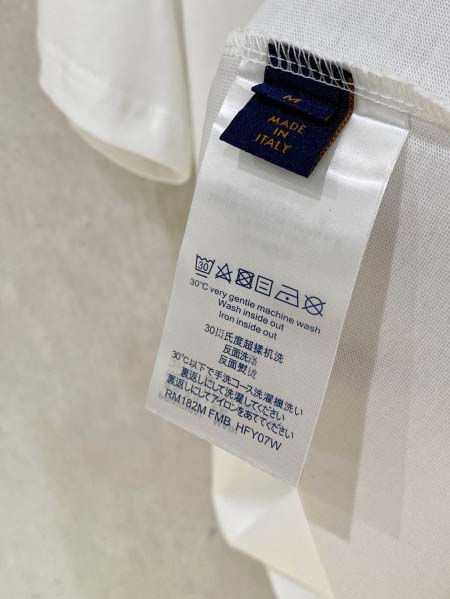 M
MADE
IN
ITALY
30
30°C very gentle machine wash
Wash inside out
Iron inside out
30摄氏度超揉机洗
反面洗涤
反面熨烫
30℃以下で手洗コース洗濯機洗い
裏返しにして洗濯してください
裏返しにしてアイロンをあててください
RM182M FMB HFY07W